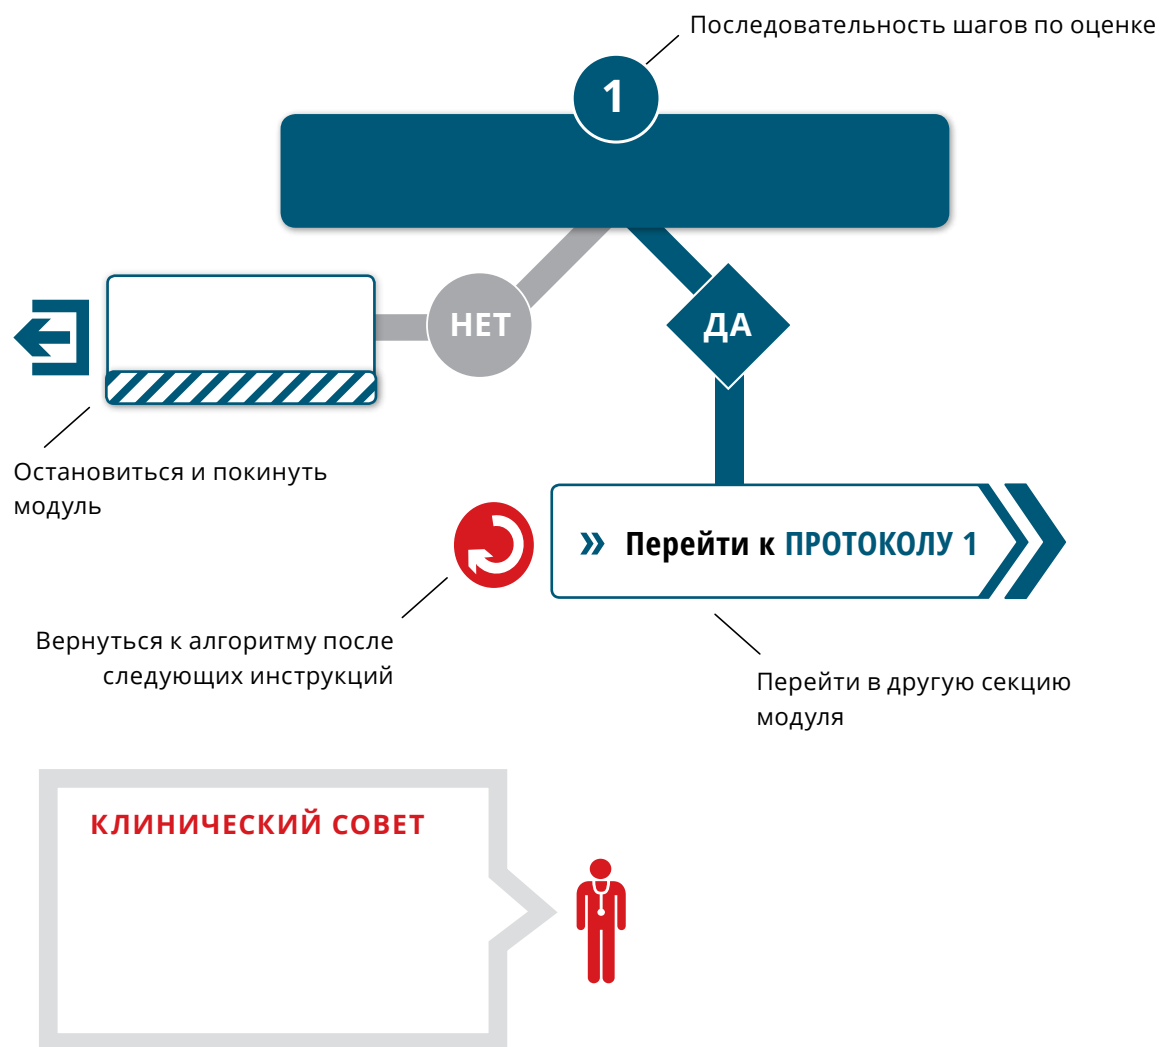 Последовательность шагов по оценке
1
НЕТ
ДА
Остановиться и покинуть
модуль
» Перейти к ПРОТОКОЛУ 1
Вернуться к алгоритму после
следующих инструкций
Перейти в другую секцию
модуля
КЛИНИЧЕСКИЙ СОВЕТ